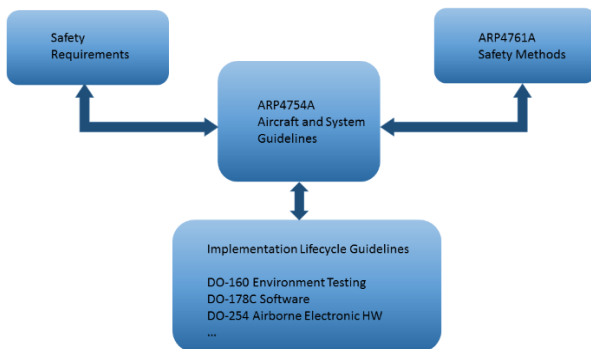 Safety
Requirements
ARP4761A
Safety Methods
ARP4754A
Aircraft and System
Guidelines
Implementation Lifecycle Guidelines
DO-160 Environment Testing
DO-178C Software
DO-254 Airborne Electronic HW
...